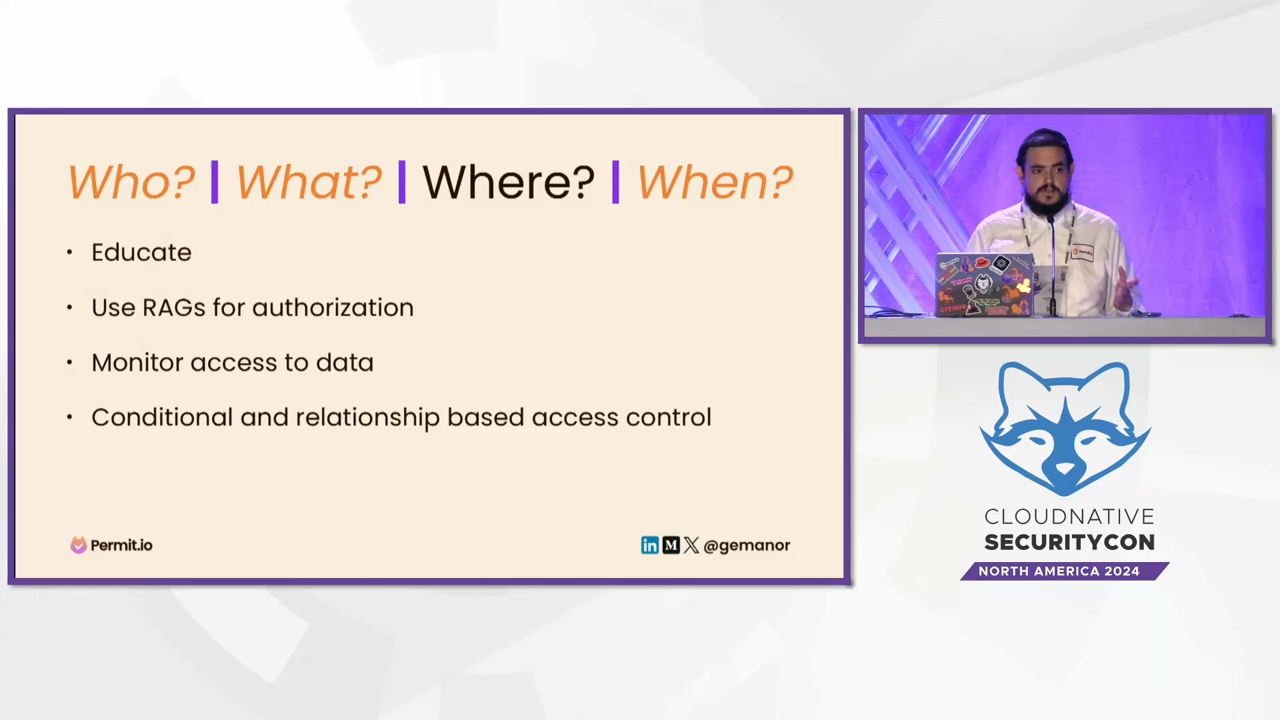 Who? | What? | Where? | When?
• Educate
• Use RAGs for authorization
• Monitor access to data
• Conditional and relationship based access control
Permit.io
in M X @gemanor
CLOUDNATIVE
SECURITYCON
NORTH AMERICA 2024